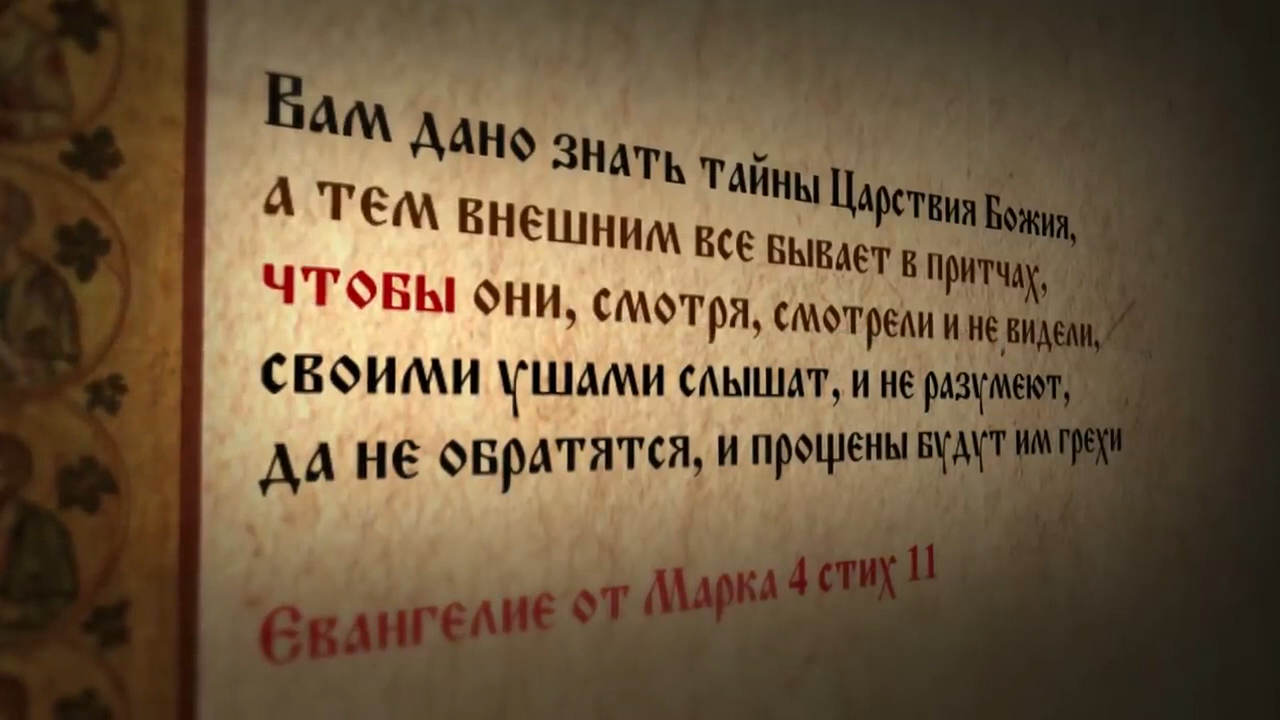 Вам дано знать тайны Царствия Божия,
а тем внешним все бывает в притчах,
чтобы они, смотря, смотрели и не видели,
своими ушами слышат, и не разумеют,
да не обратятся, и прощены будут им грехи
Евангелие от Марка 4 стих 11